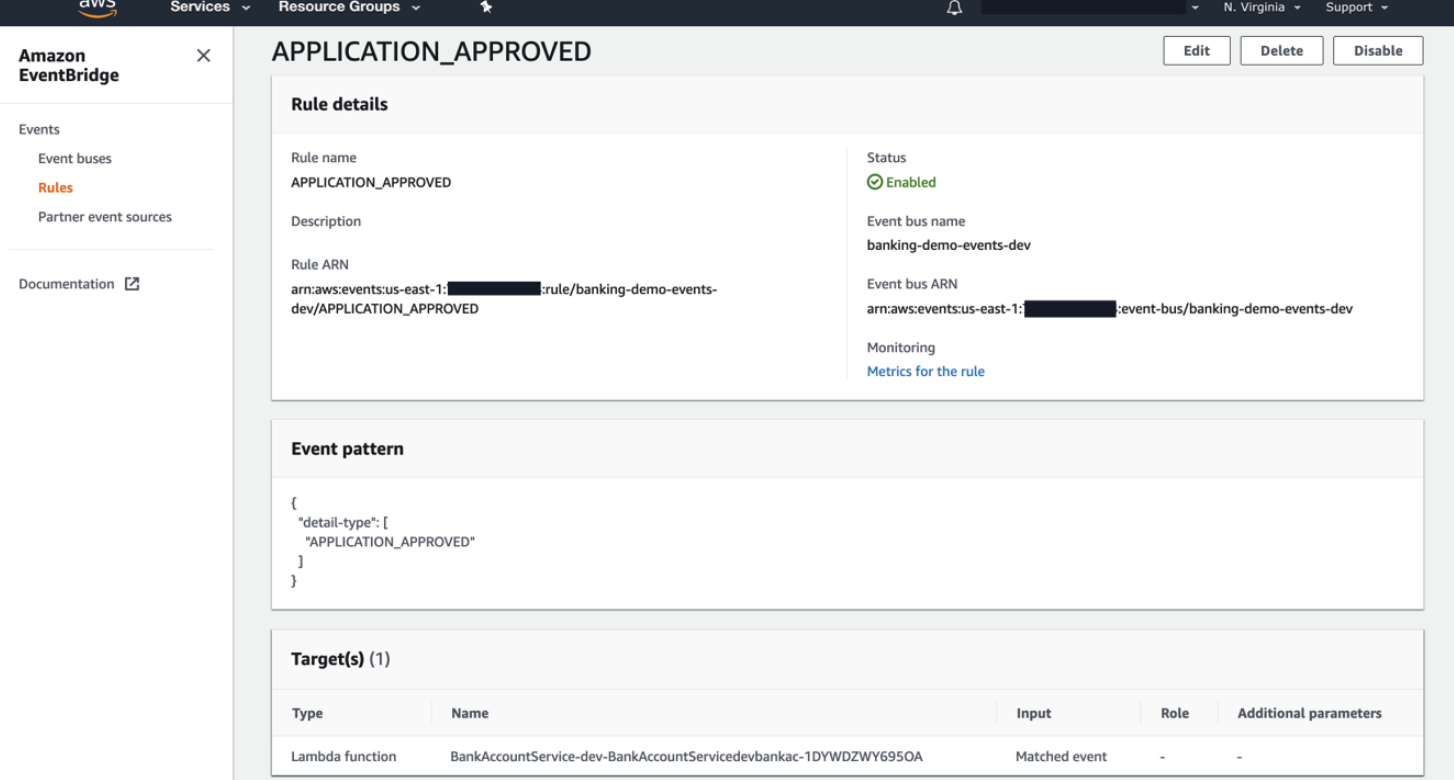 aws
Services
Resource Groups
N. Virginia
Support
Amazon
EventBridge
Events
Event buses
Rules
Partner event sources
Documentation
APPLICATION_APPROVED
Edit
Delete
Disable
Rule details
Rule name
APPLICATION_APPROVED
Description
Rule ARN
arn:aws:events:us-east-1: :rule/banking-demo-events-
dev/APPLICATION_APPROVED
Status
Enabled
Event bus name
banking-demo-events-dev
Event bus ARN
arn:aws:events:us-east-1: :event-bus/banking-demo-events-dev
Monitoring
Metrics for the rule
Event pattern
{
"detail-type": [
"APPLICATION_APPROVED"
]
}
Target(s) (1)
Type Name Input Role Additional parameters
Lambda function BankAccountService-dev-BankAccountServicedevbankac-1DYWDZWY695OA Matched event - -